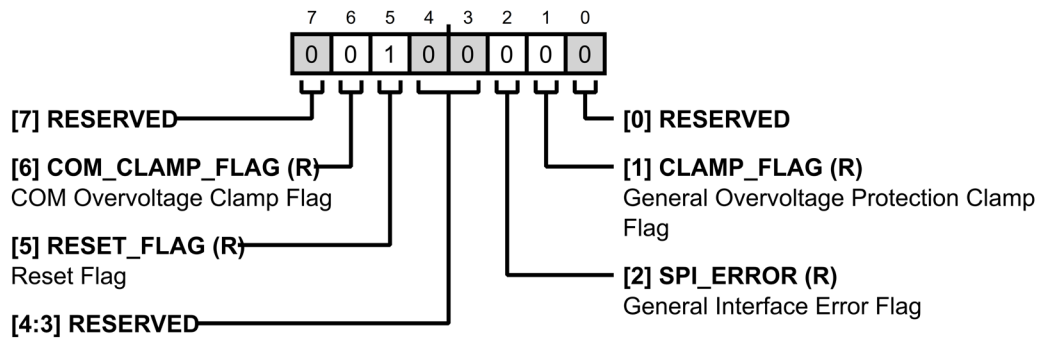 7 6 5 4 3 2 1 0
0 0 1 0 0 0 0 0
[7] RESERVED
[6] COM_CLAMP_FLAG (R)
COM Overvoltage Clamp Flag
[5] RESET_FLAG (R)
Reset Flag
[4:3] RESERVED
[0] RESERVED
[1] CLAMP_FLAG (R)
General Overvoltage Protection Clamp
Flag
[2] SPI_ERROR (R)
General Interface Error Flag